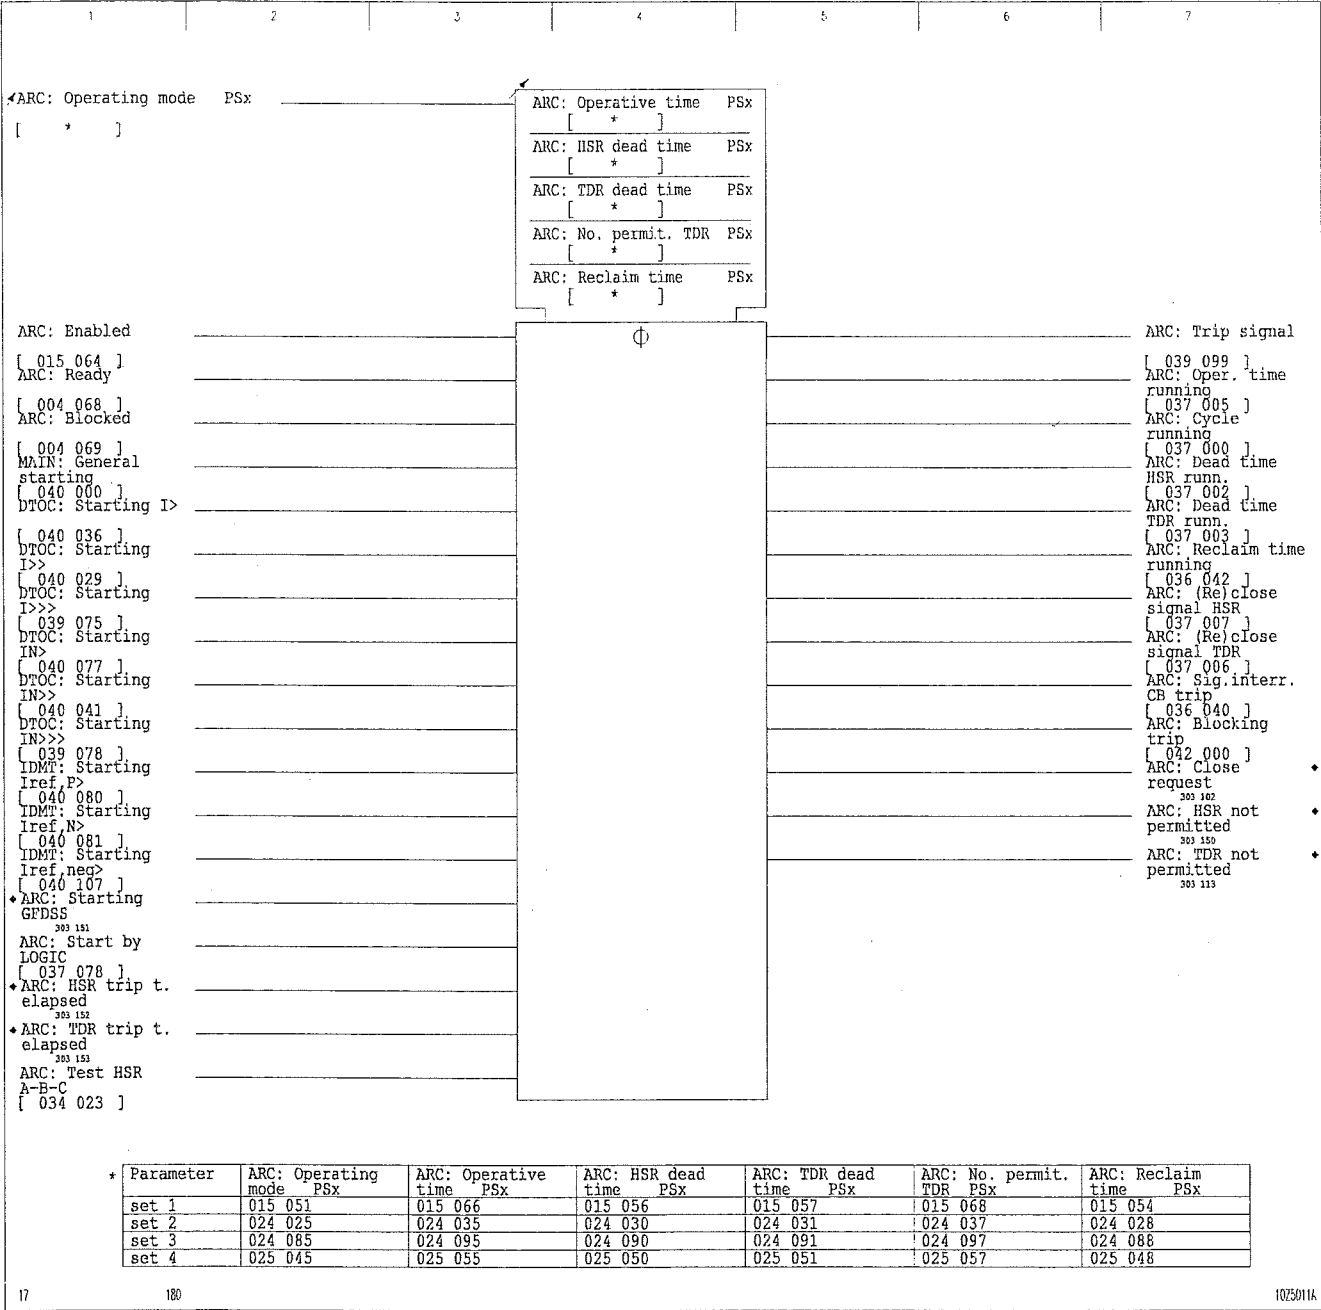 1 2 3 4 5 6 7
ARC: Operating mode PSx
[ * ]
ARC: Operative time PSx
[ * ]
ARC: HSR dead time PSx
[ * ]
ARC: TDR dead time PSx
[ * ]
ARC: No. permit. TDR PSx
[ * ]
ARC: Reclaim time PSx
[ * ]
ARC: Enabled
[ 015 064 ]
ARC: Ready
[ 004 068 ]
ARC: Blocked
[ 004 069 ]
MAIN: General
starting
[ 040 000 ]
DTOC: Starting I>
[ 040 036 ]
DTOC: Starting
I>>
[ 040 029 ]
DTOC: Starting
I>>>
[ 039 075 ]
DTOC: Starting
IN>
[ 040 077 ]
DTOC: Starting
IN>>
[ 040 041 ]
DTOC: Starting
IN>>>
[ 039 078 ]
IDMT: Starting
Iref,P>
[ 040 080 ]
IDMT: Starting
Iref,N>
[ 040 081 ]
IDMT: Starting
Iref,neg>
[ 040 107 ]
ARC: Starting
GFDSS
303 151
ARC: Start by
LOGIC
[ 037 078 ]
ARC: HSR trip t.
elapsed
303 152
ARC: TDR trip t.
elapsed
303 153
ARC: Test HSR
A-B-C
[ 034 023 ]
Φ
ARC: Trip signal
[ 039 099 ]
ARC: Oper. time
running
[ 037 005 ]
ARC: Cycle
running
[ 037 000 ]
ARC: Dead time
HSR runn.
[ 037 002 ]
ARC: Dead time
TDR runn.
[ 037 003 ]
ARC: Reclaim time
running
[ 036 042 ]
ARC: (Re)close
signal HSR
[ 037 007 ]
ARC: (Re)close
signal TDR
[ 037 006 ]
ARC: Sig.interr.
CB trip
[ 036 040 ]
ARC: Blocking
trip
[ 042 000 ]
ARC: Close
request
303 102
ARC: HSR not
permitted
303 150
ARC: TDR not
permitted
303 113
* Parameter ARC: Operating mode PSx ARC: Operative time PSx ARC: HSR dead time PSx ARC: TDR dead time PSx ARC: No. permit. TDR PSx ARC: Reclaim time PSx
set 1 015 051 015 066 015 056 015 057 015 068 015 054
set 2 024 025 024 035 024 030 024 031 024 037 024 028
set 3 024 085 024 095 024 090 024 091 024 097 024 088
set 4 025 045 025 055 025 050 025 051 025 057 025 048
17 180 10Z5011A